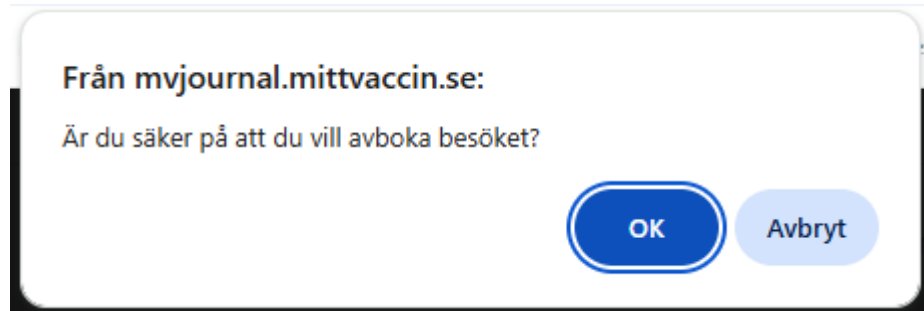 Från mvjournal.mittvaccin.se:
Är du säker på att du vill avboka besöket?
OK Avbryt